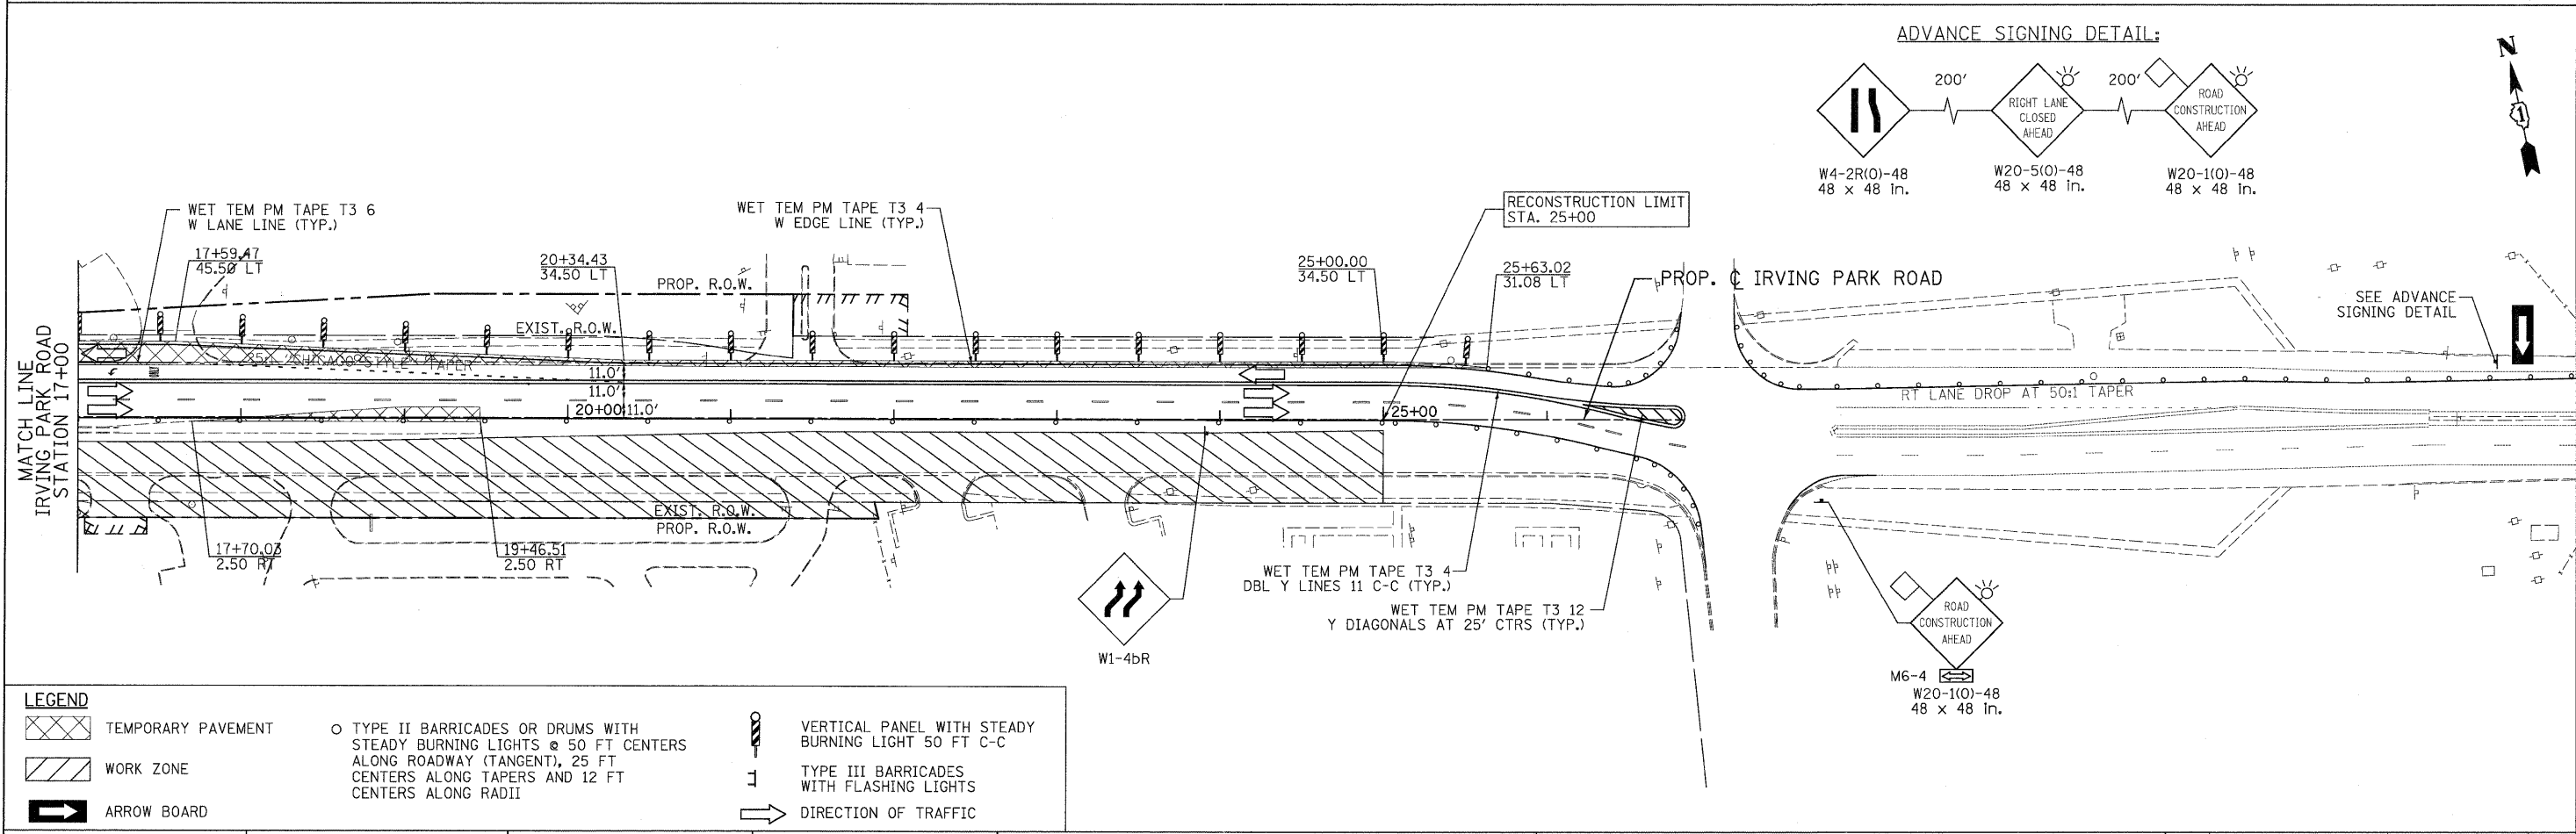 ADVANCE SIGNING DETAIL:
N
1
200'
200'
RIGHT LANE
CLOSED
AHEAD
ROAD
CONSTRUCTION
AHEAD
W4-2R(O)-48
48 x 48 in.
W20-5(O)-48
48 x 48 in.
W20-1(O)-48
48 x 48 in.
WET TEM PM TAPE T3 6
W LANE LINE (TYP.)
WET TEM PM TAPE T3 4
W EDGE LINE (TYP.)
RECONSTRUCTION LIMIT
STA. 25+00
17+59.47
45.50 LT
20+34.43
34.50 LT
PROP. R.O.W.
25+00.00
34.50 LT
25+63.02
31.08 LT
PROP. ℄ IRVING PARK ROAD
SEE ADVANCE
SIGNING DETAIL
EXIST. R.O.W.
MATCH LINE
IRVING PARK ROAD
STATION 17+00
TAPER
11.0'
11.0'
20+00
11.0'
25+00
RT LANE DROP AT 50:1 TAPER
EXIST. R.O.W.
PROP. R.O.W.
17+70.03
2.50 RT
19+46.51
2.50 RT
WET TEM PM TAPE T3 4
DBL Y LINES 11 C-C (TYP.)
WET TEM PM TAPE T3 12
Y DIAGONALS AT 25' CTRS (TYP.)
W1-4bR
ROAD
CONSTRUCTION
AHEAD
M6-4
W20-1(O)-48
48 x 48 in.
LEGEND
TEMPORARY PAVEMENT
WORK ZONE
ARROW BOARD
TYPE II BARRICADES OR DRUMS WITH
STEADY BURNING LIGHTS @ 50 FT CENTERS
ALONG ROADWAY (TANGENT), 25 FT
CENTERS ALONG TAPERS AND 12 FT
CENTERS ALONG RADII
VERTICAL PANEL WITH STEADY
BURNING LIGHT 50 FT C-C
TYPE III BARRICADES
WITH FLASHING LIGHTS
DIRECTION OF TRAFFIC